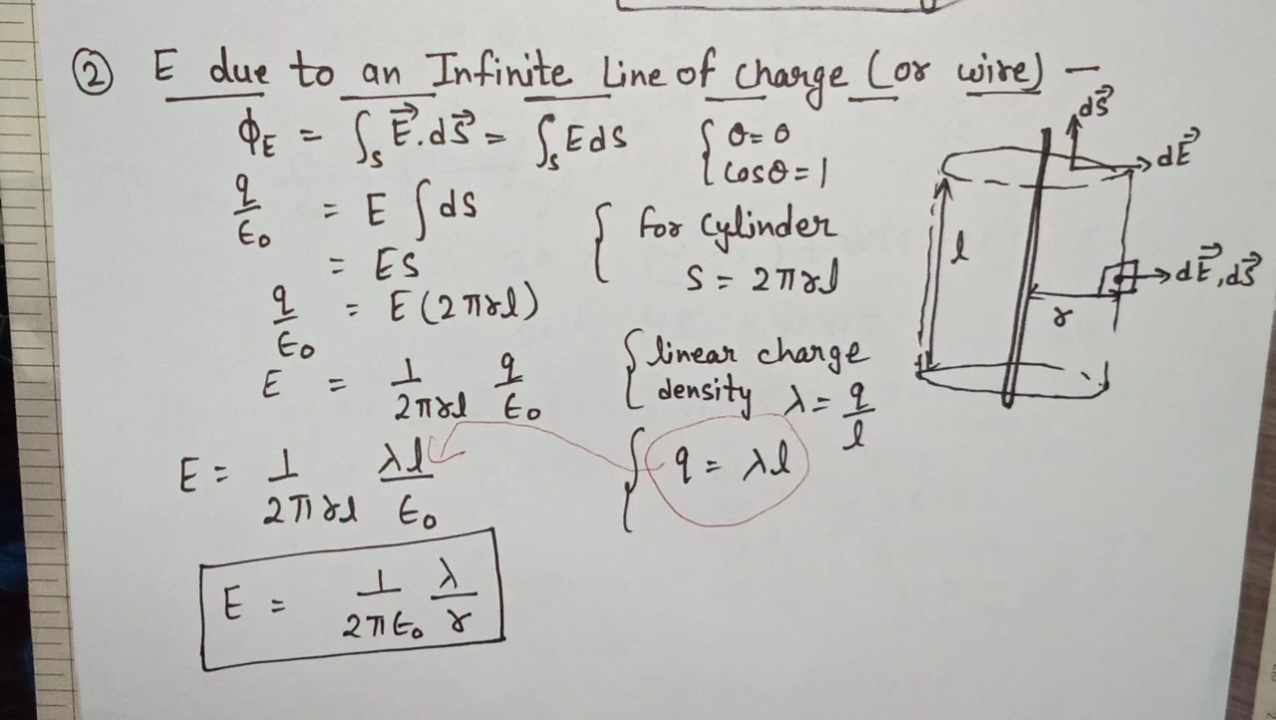 ② E due to an Infinite Line of charge (or wire) –
ϕE = ∫s E⃗.dS⃗ = ∫s E ds { θ = 0
{ cosθ = 1
q/ϵ0 = E ∫ ds
= ES
{ for cylinder
S = 2πrl
q/ϵ0 = E (2πrl)
E = 1/2πrl q/ϵ0
{ linear charge
density λ = q/l
E = 1/2πrl λl/ϵ0
{ q = λl
E = 1/2πϵ0 λ/r
dS⃗
dE⃗
l
dE⃗, dS⃗
r